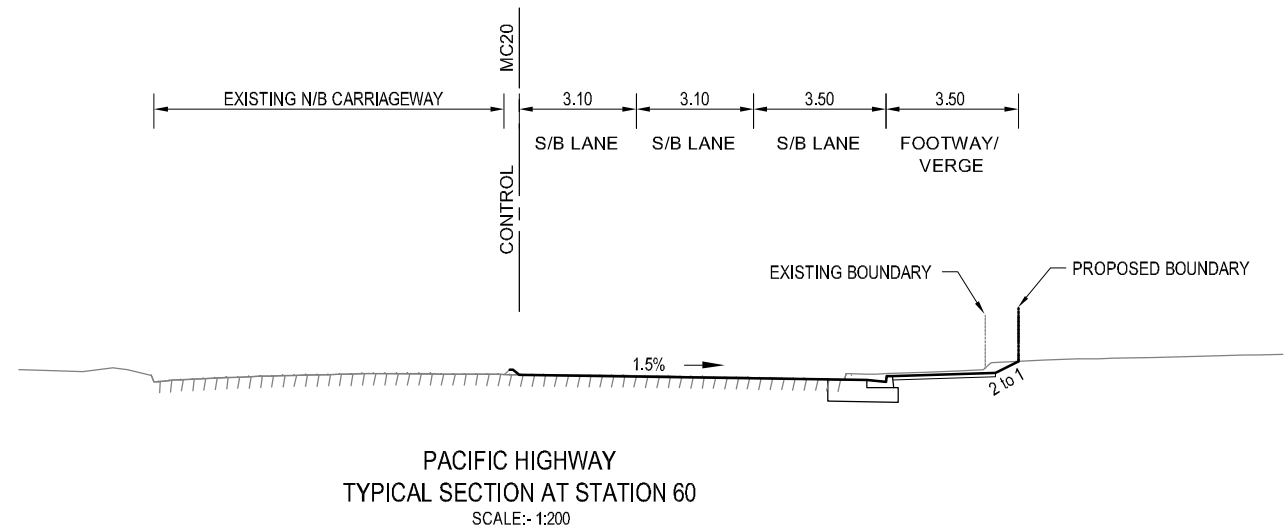 MC20
CONTROL
EXISTING N/B CARRIAGEWAY
3.10
3.10
3.50
3.50
S/B LANE
S/B LANE
S/B LANE
FOOTWAY/
VERGE
EXISTING BOUNDARY
PROPOSED BOUNDARY
1.5%
2 to 1
PACIFIC HIGHWAY
TYPICAL SECTION AT STATION 60
SCALE:- 1:200